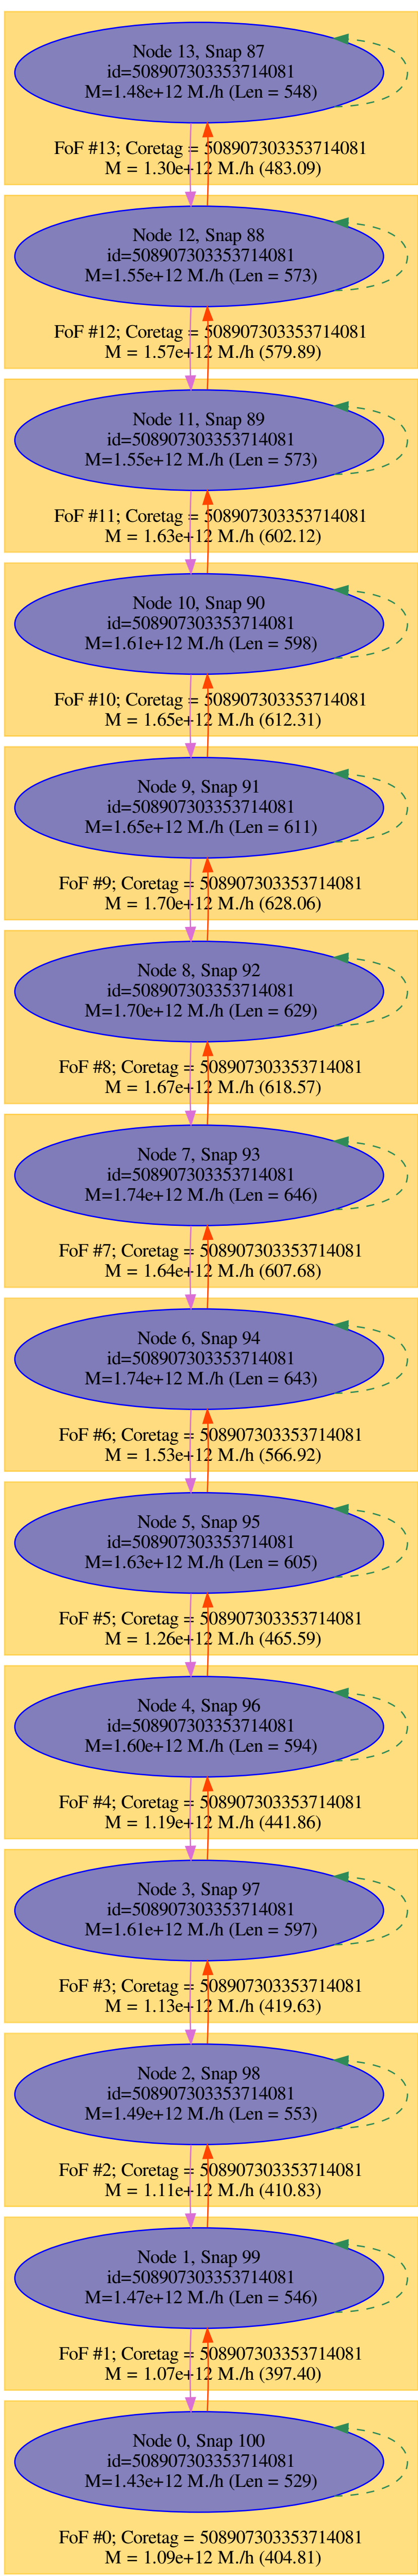 Node 13, Snap 87
id=508907303353714081
M=1.48e+12 M./h (Len = 548)
FoF #13; Coretag = 508907303353714081
M = 1.30e+12 M./h (483.09)
Node 12, Snap 88
id=508907303353714081
M=1.55e+12 M./h (Len = 573)
FoF #12; Coretag = 508907303353714081
M = 1.57e+12 M./h (579.89)
Node 11, Snap 89
id=508907303353714081
M=1.55e+12 M./h (Len = 573)
FoF #11; Coretag = 508907303353714081
M = 1.63e+12 M./h (602.12)
Node 10, Snap 90
id=508907303353714081
M=1.61e+12 M./h (Len = 598)
FoF #10; Coretag = 508907303353714081
M = 1.65e+12 M./h (612.31)
Node 9, Snap 91
id=508907303353714081
M=1.65e+12 M./h (Len = 611)
FoF #9; Coretag = 508907303353714081
M = 1.70e+12 M./h (628.06)
Node 8, Snap 92
id=508907303353714081
M=1.70e+12 M./h (Len = 629)
FoF #8; Coretag = 508907303353714081
M = 1.67e+12 M./h (618.57)
Node 7, Snap 93
id=508907303353714081
M=1.74e+12 M./h (Len = 646)
FoF #7; Coretag = 508907303353714081
M = 1.64e+12 M./h (607.68)
Node 6, Snap 94
id=508907303353714081
M=1.74e+12 M./h (Len = 643)
FoF #6; Coretag = 508907303353714081
M = 1.53e+12 M./h (566.92)
Node 5, Snap 95
id=508907303353714081
M=1.63e+12 M./h (Len = 605)
FoF #5; Coretag = 508907303353714081
M = 1.26e+12 M./h (465.59)
Node 4, Snap 96
id=508907303353714081
M=1.60e+12 M./h (Len = 594)
FoF #4; Coretag = 508907303353714081
M = 1.19e+12 M./h (441.86)
Node 3, Snap 97
id=508907303353714081
M=1.61e+12 M./h (Len = 597)
FoF #3; Coretag = 508907303353714081
M = 1.13e+12 M./h (419.63)
Node 2, Snap 98
id=508907303353714081
M=1.49e+12 M./h (Len = 553)
FoF #2; Coretag = 508907303353714081
M = 1.11e+12 M./h (410.83)
Node 1, Snap 99
id=508907303353714081
M=1.47e+12 M./h (Len = 546)
FoF #1; Coretag = 508907303353714081
M = 1.07e+12 M./h (397.40)
Node 0, Snap 100
id=508907303353714081
M=1.43e+12 M./h (Len = 529)
FoF #0; Coretag = 508907303353714081
M = 1.09e+12 M./h (404.81)